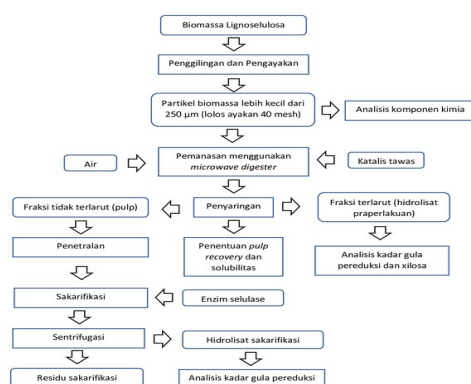 Biomassa Lignoselulosa
Penggilingan dan Pengayakan
Partikel biomassa lebih kecil dari
250 µm (lolos ayakan 40 mesh)
Analisis komponen kimia
Air
Pemanasan menggunakan
microwave digester
Katalis tawas
Fraksi tidak terlarut (pulp)
Penyaringan
Fraksi terlarut (hidrolisat
praperlakuan)
Penetralan
Penentuan pulp
recovery dan
solubilitas
Analisis kadar gula
pereduksi dan xilosa
Sakarifikasi
Enzim selulase
Sentrifugasi
Hidrolisat sakarifikasi
Residu sakarifikasi
Analisis kadar gula pereduksi